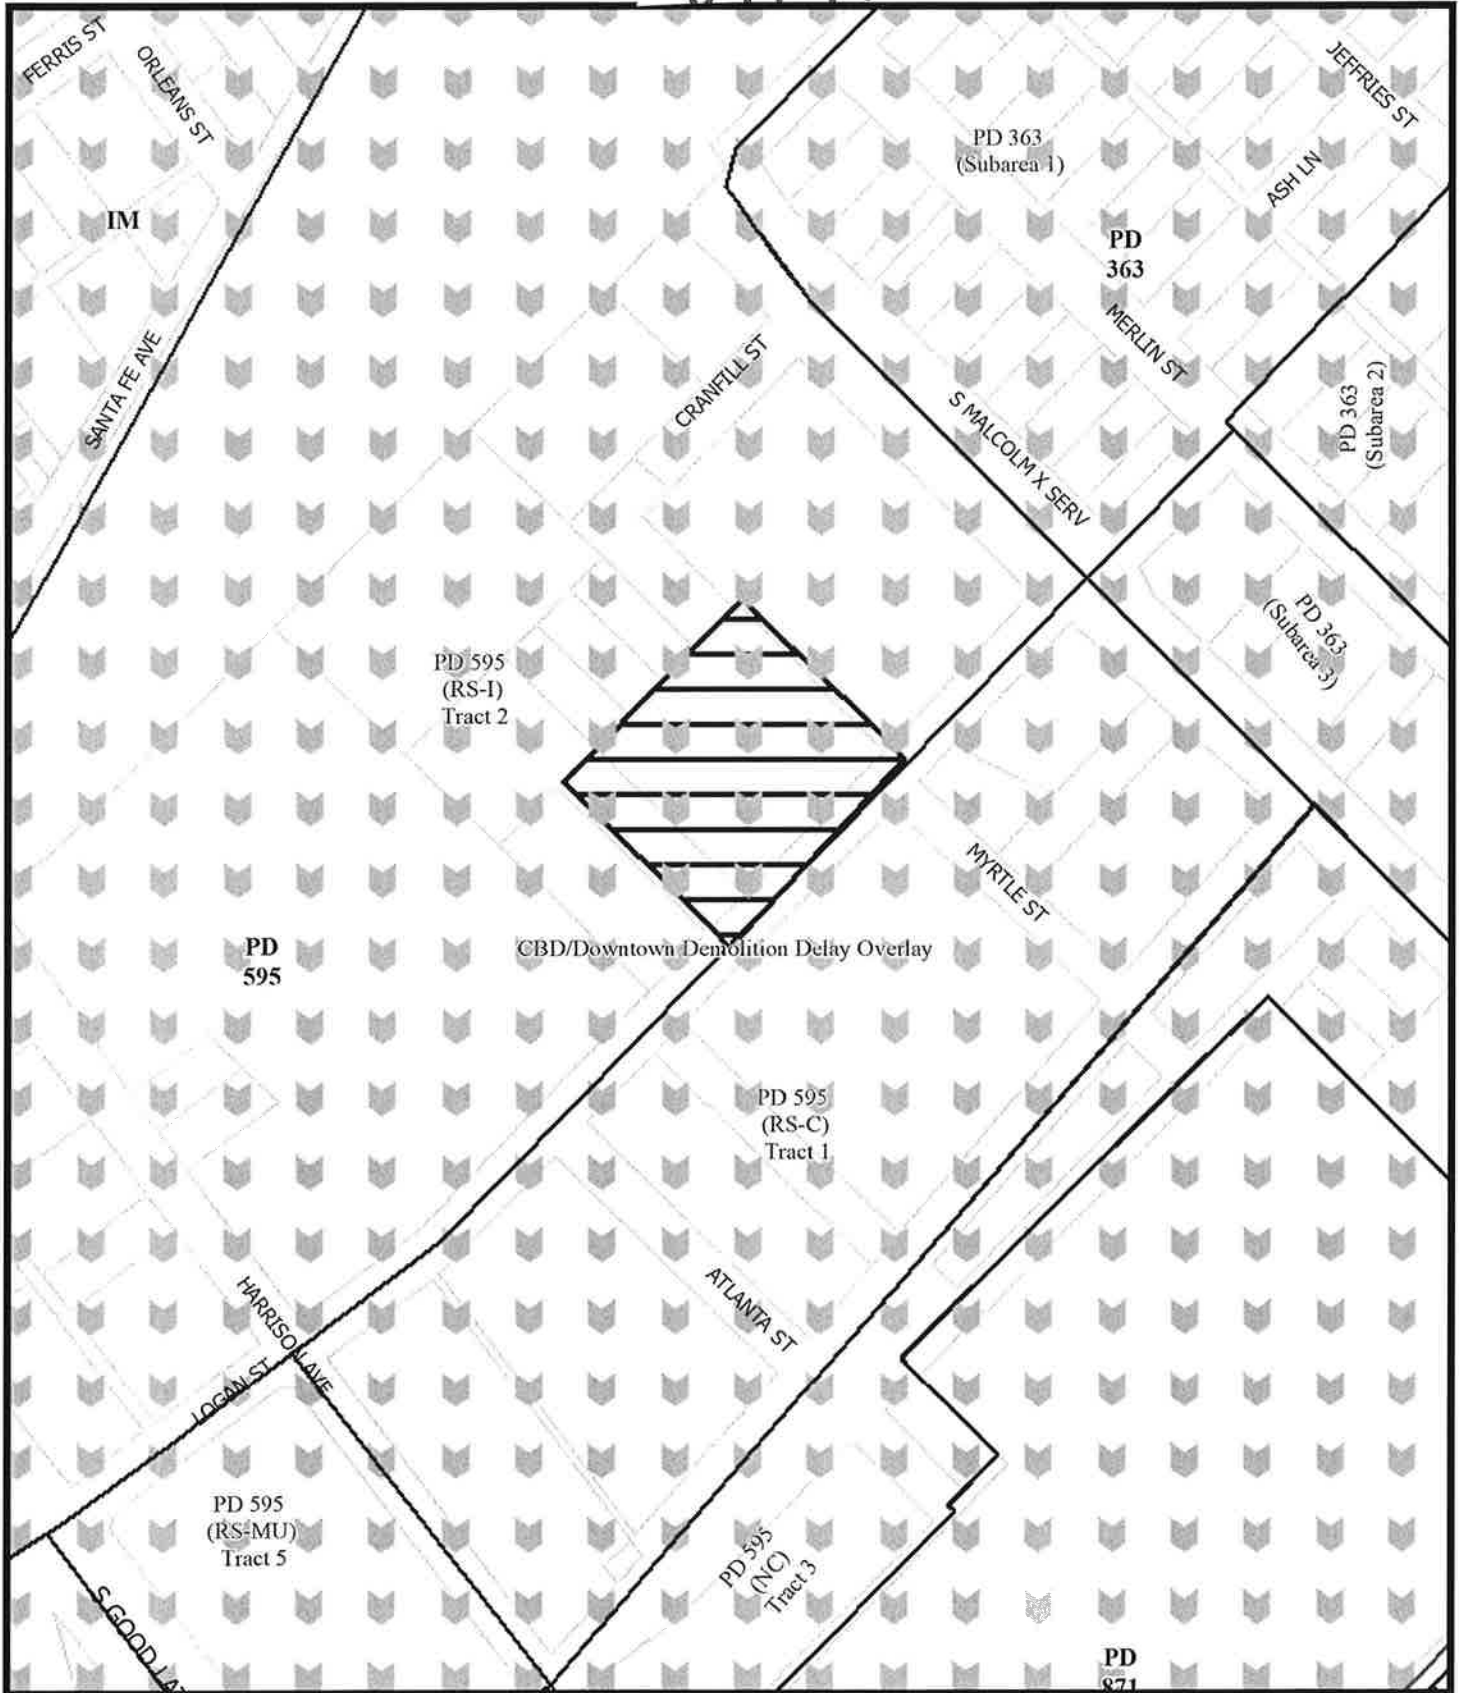 FERRIS ST
ORLEANS ST
JEFFRIES ST
PD 363
(Subarea 1)
ASH LN
IM
PD
363
MERLIN ST
SANTA FE AVE
CRANFILL ST
S MALCOLM X SERV
PD 363
(Subarea 2)
PD 363
(Subarea 3)
PD 595
(RS-I)
Tract 2
MYRTLE ST
PD
595
CBD/Downtown Demolition Delay Overlay
PD 595
(RS-C)
Tract 1
HARRISON AVE
ATLANTA ST
LOGAN ST
PD 595
(RS-MU)
Tract 5
PD 595
(NC)
Tract 3
S GOOD LAT
PD
871